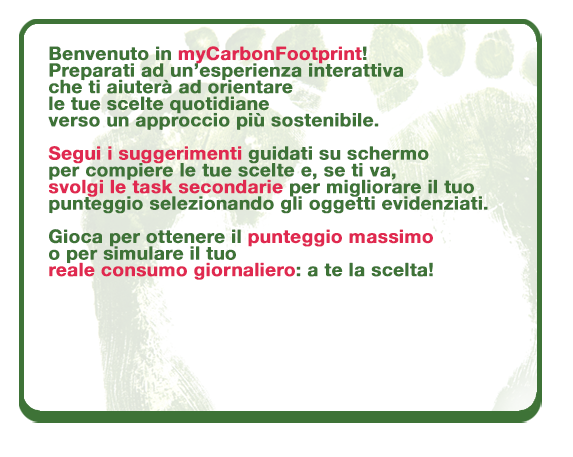 Benvenuto in myCarbonFootprint!
Preparati ad un'esperienza interattiva
che ti aiuterà ad orientare
le tue scelte quotidiane
verso un approccio più sostenibile.
Segui i suggerimenti guidati su schermo
per compiere le tue scelte e, se ti va,
svolgi le task secondarie per migliorare il tuo
punteggio selezionando gli oggetti evidenziati.
Gioca per ottenere il punteggio massimo
o per simulare il tuo
reale consumo giornaliero: a te la scelta!